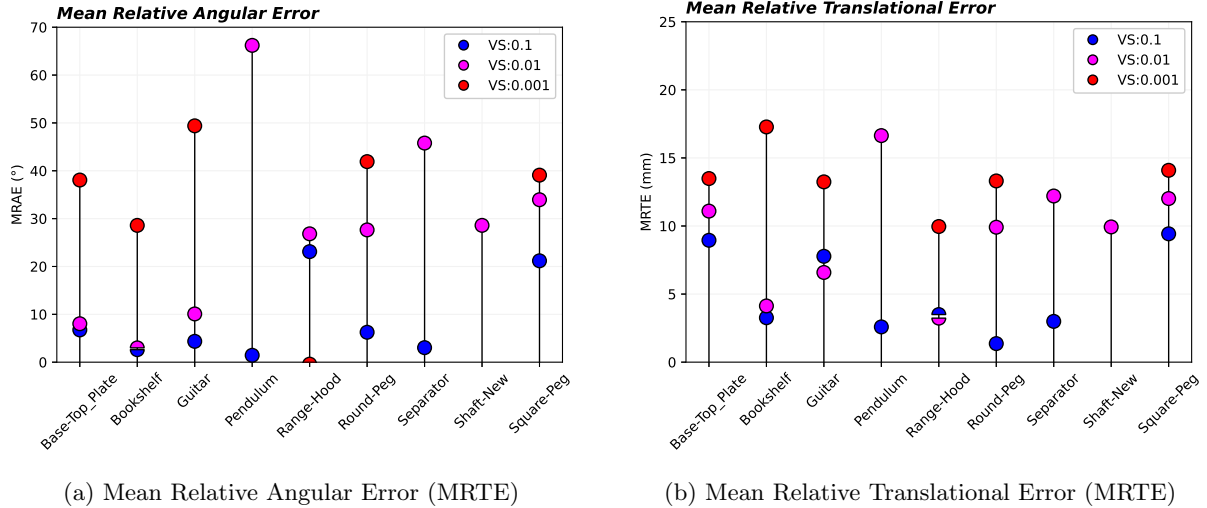 Mean Relative Angular Error
70
60
50
40
30
20
10
0
MRAE (°)
VS:0.1
VS:0.01
VS:0.001
Base-Top_Plate
Bookshelf
Guitar
Pendulum
Range-Hood
Round-Peg
Separator
Shaft-New
Square-Peg
(a) Mean Relative Angular Error (MRTE)
Mean Relative Translational Error
25
20
15
10
5
0
MRTE (mm)
VS:0.1
VS:0.01
VS:0.001
Base-Top_Plate
Bookshelf
Guitar
Pendulum
Range-Hood
Round-Peg
Separator
Shaft-New
Square-Peg
(b) Mean Relative Translational Error (MRTE)